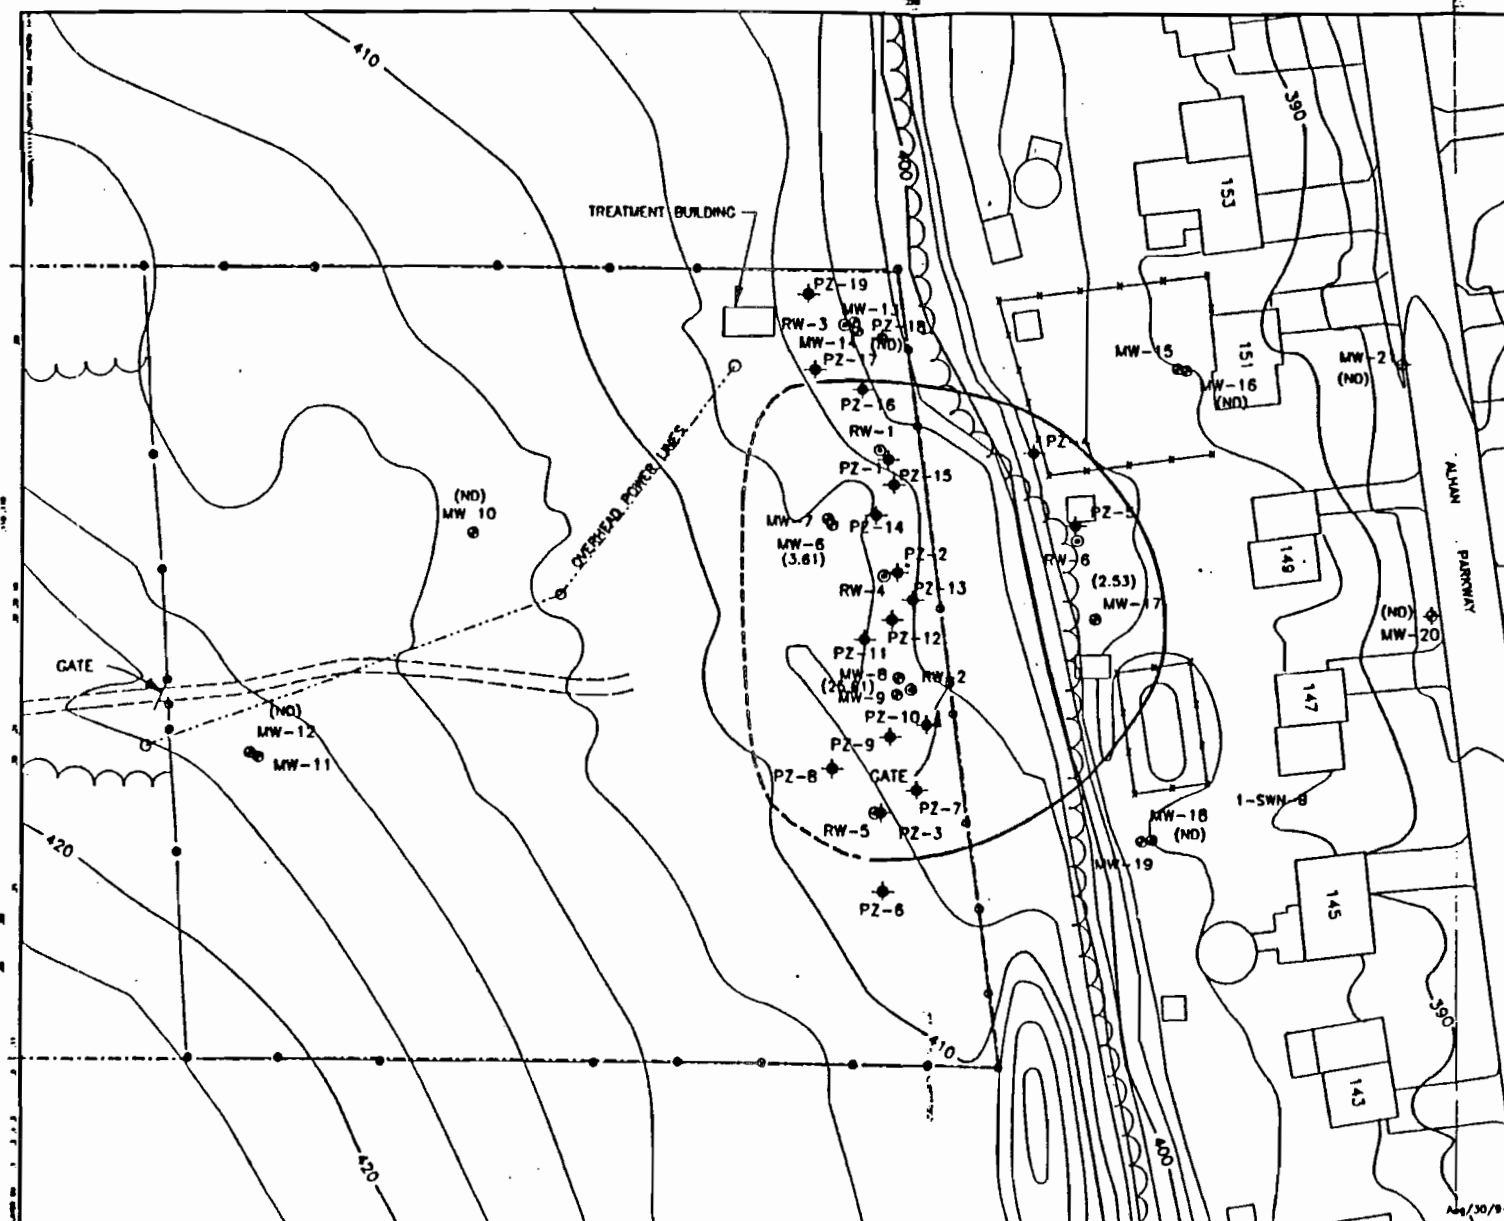 410
400
390
153
TREATMENT BUILDING
PZ-19
MW-13
RW-3
PZ-18
MW-14
(ND)
PZ-17
PZ-16
MW-15
MW-16
(ND)
151
MW-2
(ND)
RW-1
PZ-4
PZ-1
PZ-15
OVERHEAD POWER LINES
(ND)
MW 10
MW-7
PZ-14
MW-6
(3.61)
PZ-5
RW-6
ALMAN
PARKWAY
149
PZ-2
RW-4
PZ-13
(2.53)
MW-17
PZ-12
(ND)
MW-20
PZ-11
GATE
MW-8
RW-2
MW-9
147
(ND)
MW-12
PZ-10
MW-11
PZ-9
PZ-8
GATE
PZ-7
1-SWN-8
RW-5
PZ-3
MW-18
(ND)
MW-19
420
PZ-6
145
390
410
143
420
400